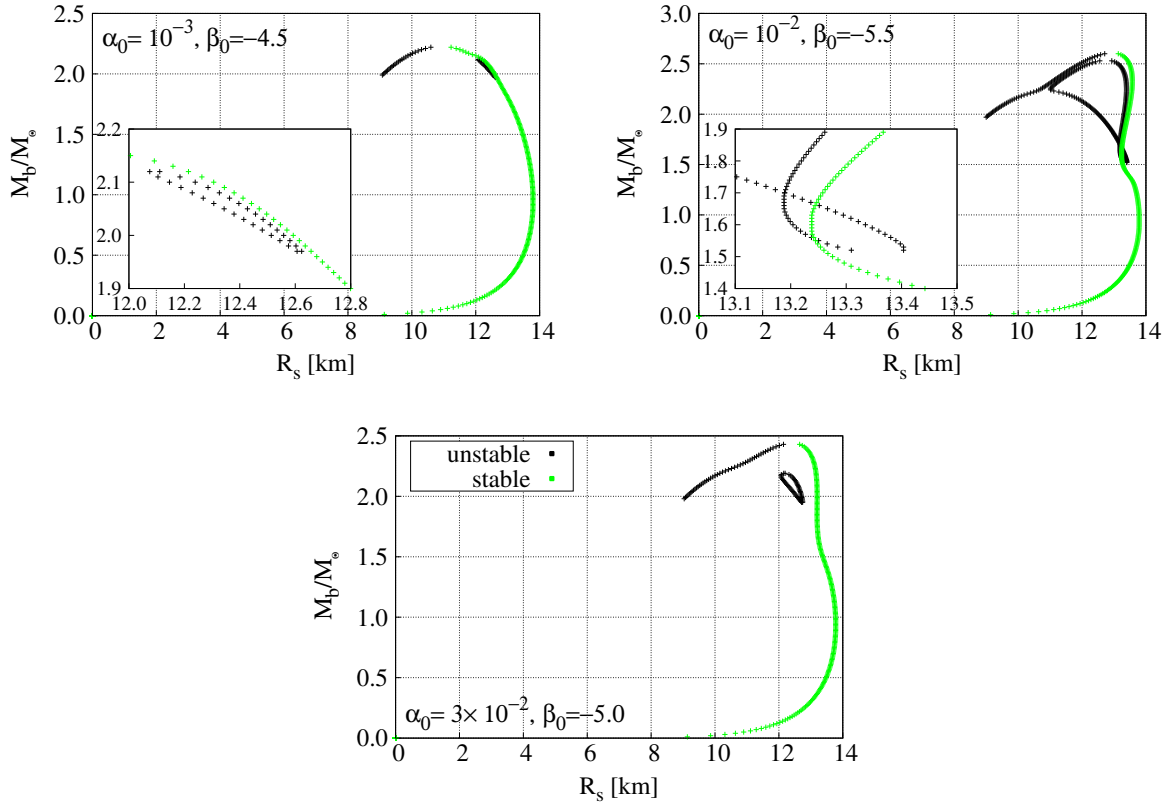 α₀= 10⁻³, β₀=−4.5
M_b/M_⊛
2.5
2.0
1.5
1.0
0.5
0.0
2.2
2.1
2.0
1.9
12.0 12.2 12.4 12.6 12.8
0 2 4 6 8 10 12 14
R_s [km]
α₀= 10⁻², β₀=−5.5
M_b/M_⊛
3.0
2.5
2.0
1.5
1.0
0.5
0.0
1.9
1.8
1.7
1.6
1.5
1.4
13.1 13.2 13.3 13.4 13.5
0 2 4 6 8 10 12 14
R_s [km]
unstable
stable
M_b/M_⊛
2.5
2.0
1.5
1.0
0.5
0.0
α₀= 3× 10⁻², β₀=−5.0
0 2 4 6 8 10 12 14
R_s [km]